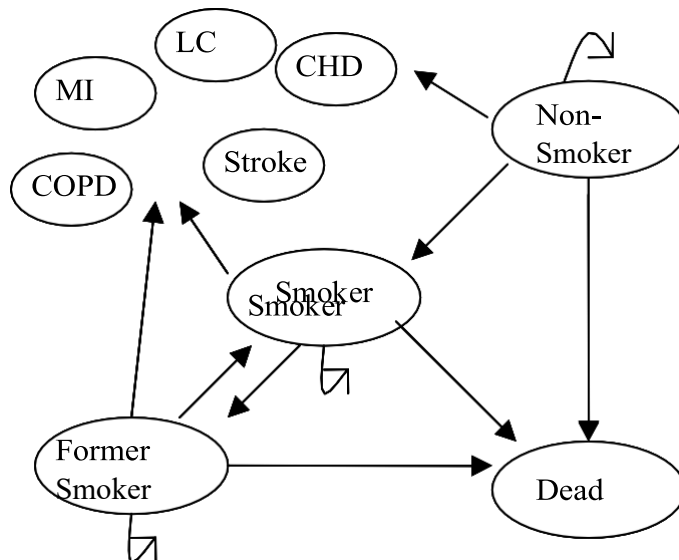 LC
CHD
MI
Non-
Smoker
Stroke
COPD
Smoker
Smoker
Former
Smoker
Dead